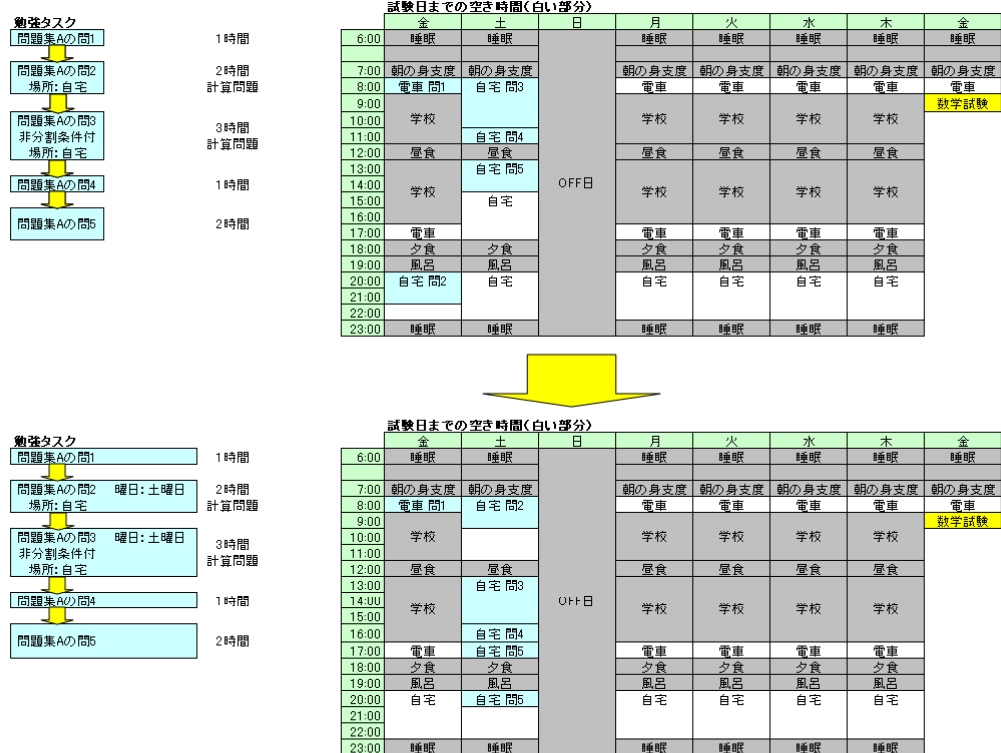 試験日までの空き時間(白い部分)
勉強タスク
金 土 日 月 火 水 木 金
問題集Aの問1 1時間
6:00 睡眠 睡眠 睡眠 睡眠 睡眠 睡眠 睡眠
問題集Aの問2 2時間
7:00 朝の身支度 朝の身支度 朝の身支度 朝の身支度 朝の身支度 朝の身支度 朝の身支度
場所:自宅 計算問題
8:00 電車 問1 自宅 問3 電車 電車 電車 電車 電車
9:00 数学試験
問題集Aの問3 3時間
非分割条件付 計算問題
場所:自宅
10:00 学校 学校 学校 学校 学校
11:00 自宅 問4
12:00 昼食 昼食 昼食 昼食 昼食 昼食
13:00 自宅 問5
問題集Aの問4 1時間
14:00 OFF日
学校 学校 学校 学校 学校
15:00 自宅
16:00
問題集Aの問5 2時間
17:00 電車 電車 電車 電車 電車
18:00 夕食 夕食 夕食 夕食 夕食 夕食
19:00 風呂 風呂 風呂 風呂 風呂 風呂
20:00 自宅 問2 自宅 自宅 自宅 自宅 自宅
21:00
22:00
23:00 睡眠 睡眠 睡眠 睡眠 睡眠 睡眠
試験日までの空き時間(白い部分)
勉強タスク
金 土 日 月 火 水 木 金
問題集Aの問1 1時間
6:00 睡眠 睡眠 睡眠 睡眠 睡眠 睡眠 睡眠
問題集Aの問2 曜日:土曜日 2時間
7:00 朝の身支度 朝の身支度 朝の身支度 朝の身支度 朝の身支度 朝の身支度 朝の身支度
場所:自宅 計算問題
8:00 電車 問1 自宅 問2 電車 電車 電車 電車 電車
9:00 数学試験
問題集Aの問3 曜日:土曜日 3時間
非分割条件付 計算問題
場所:自宅
10:00 学校 学校 学校 学校 学校
11:00
12:00 昼食 昼食 昼食 昼食 昼食 昼食
13:00 自宅 問3
問題集Aの問4 1時間
14:00 OFF日
学校 学校 学校 学校 学校
15:00
16:00 自宅 問4
問題集Aの問5 2時間
17:00 電車 自宅 問5 電車 電車 電車 電車
18:00 夕食 夕食 夕食 夕食 夕食 夕食
19:00 風呂 風呂 風呂 風呂 風呂 風呂
20:00 自宅 自宅 問5 自宅 自宅 自宅 自宅
21:00
22:00
23:00 睡眠 睡眠 睡眠 睡眠 睡眠 睡眠